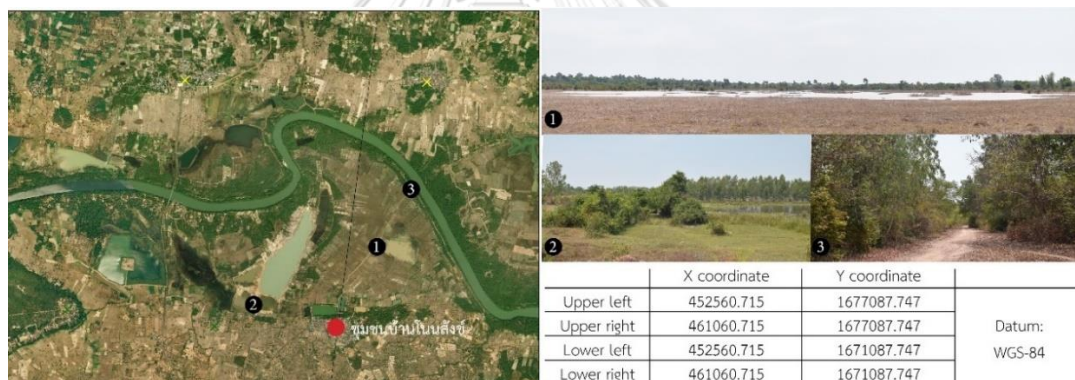 3
1
2
ชุมชนบ้านโนนสังข์
1
2
3
X coordinate Y coordinate
Upper left 452560.715 1677087.747
Upper right 461060.715 1677087.747
Lower left 452560.715 1671087.747
Lower right 461060.715 1671087.747
Datum:
WGS-84